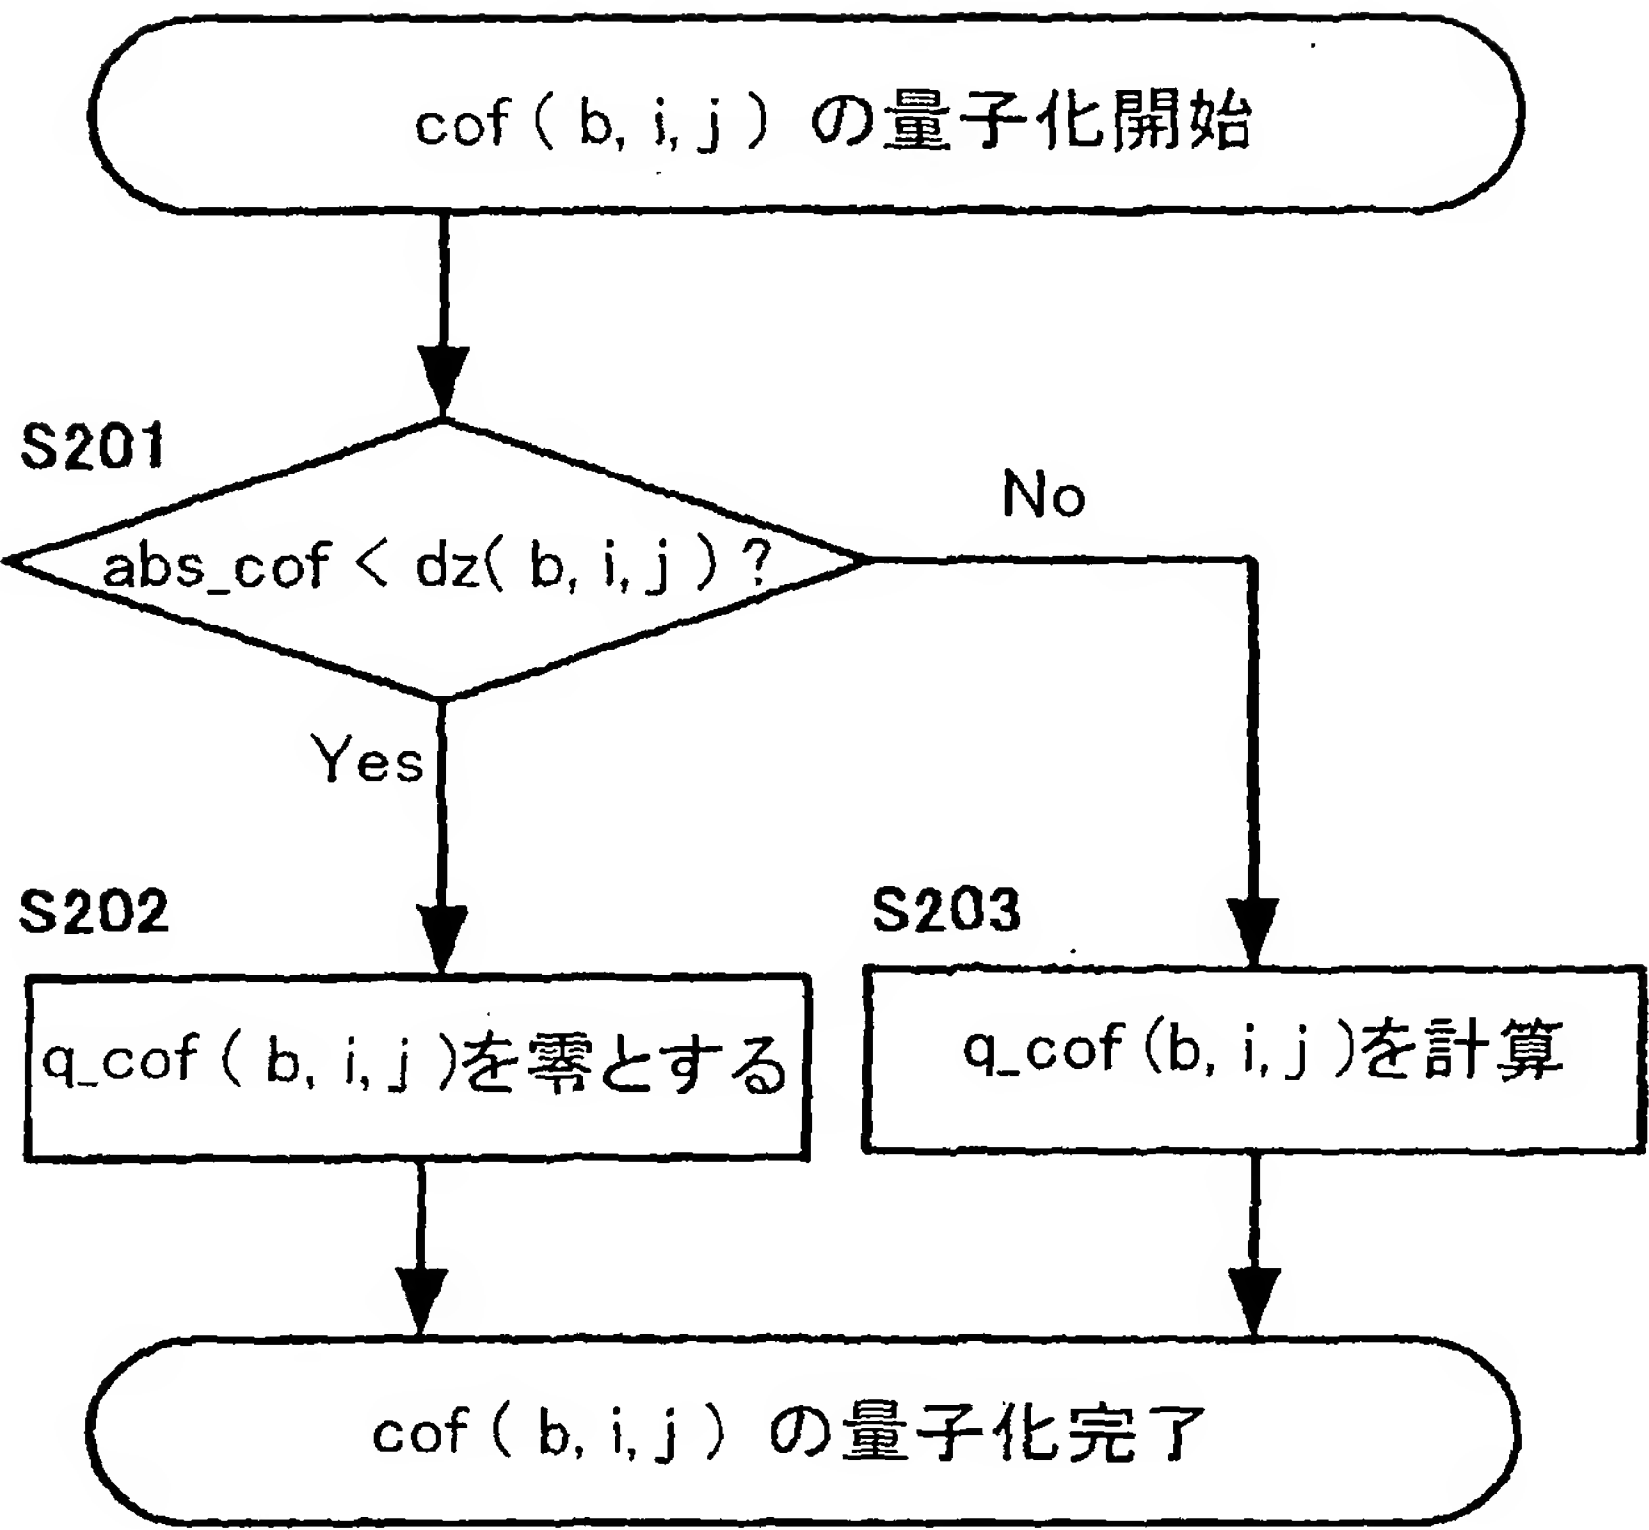 cof ( b, i, j ) の量子化開始
S201
No
abs_cof < dz( b, i, j ) ?
Yes
S202
S203
q_cof ( b, i, j )を零とする
q_cof (b, i, j )を計算
cof ( b, i, j ) の量子化完了